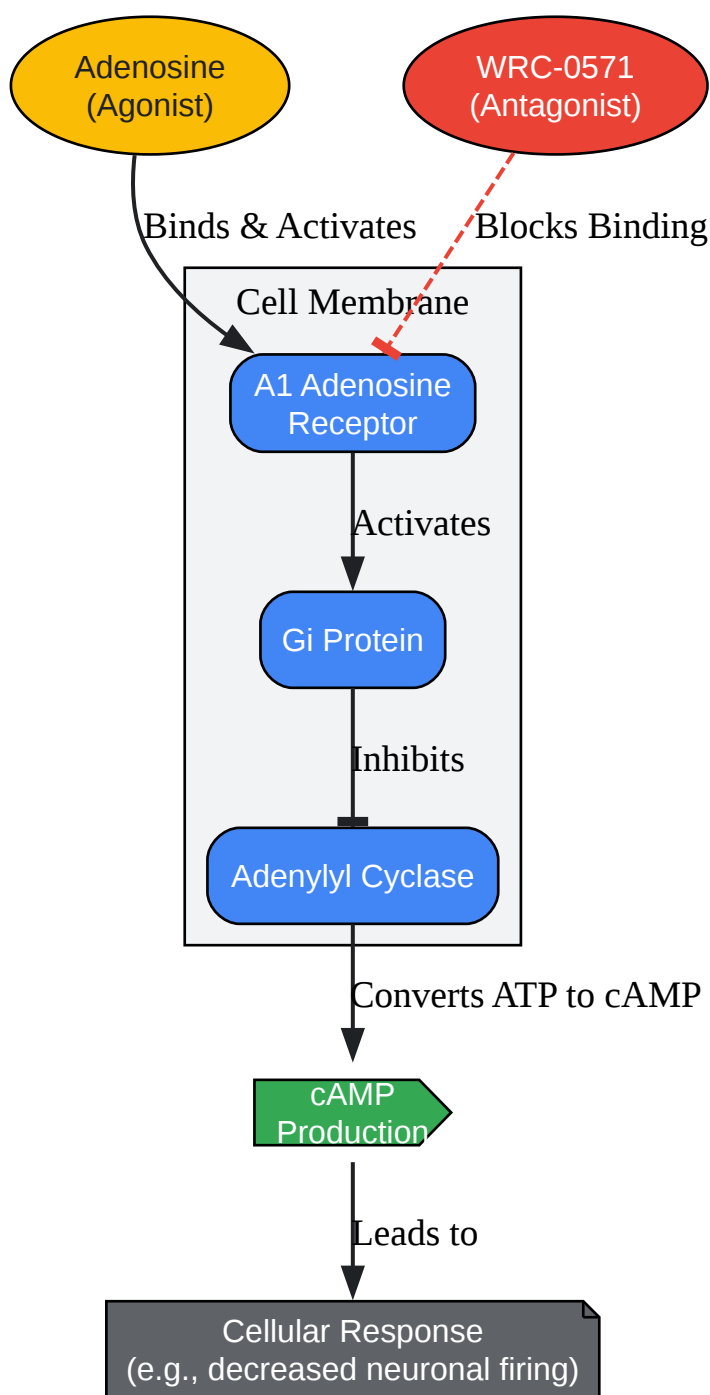 Adenosine
(Agonist)
WRC-0571
(Antagonist)
Binds & Activates
Blocks Binding
Cell Membrane
A1 Adenosine
Receptor
Activates
Gi Protein
Inhibits
Adenylyl Cyclase
Converts ATP to cAMP
cAMP
Production
Leads to
Cellular Response
(e.g., decreased neuronal firing)